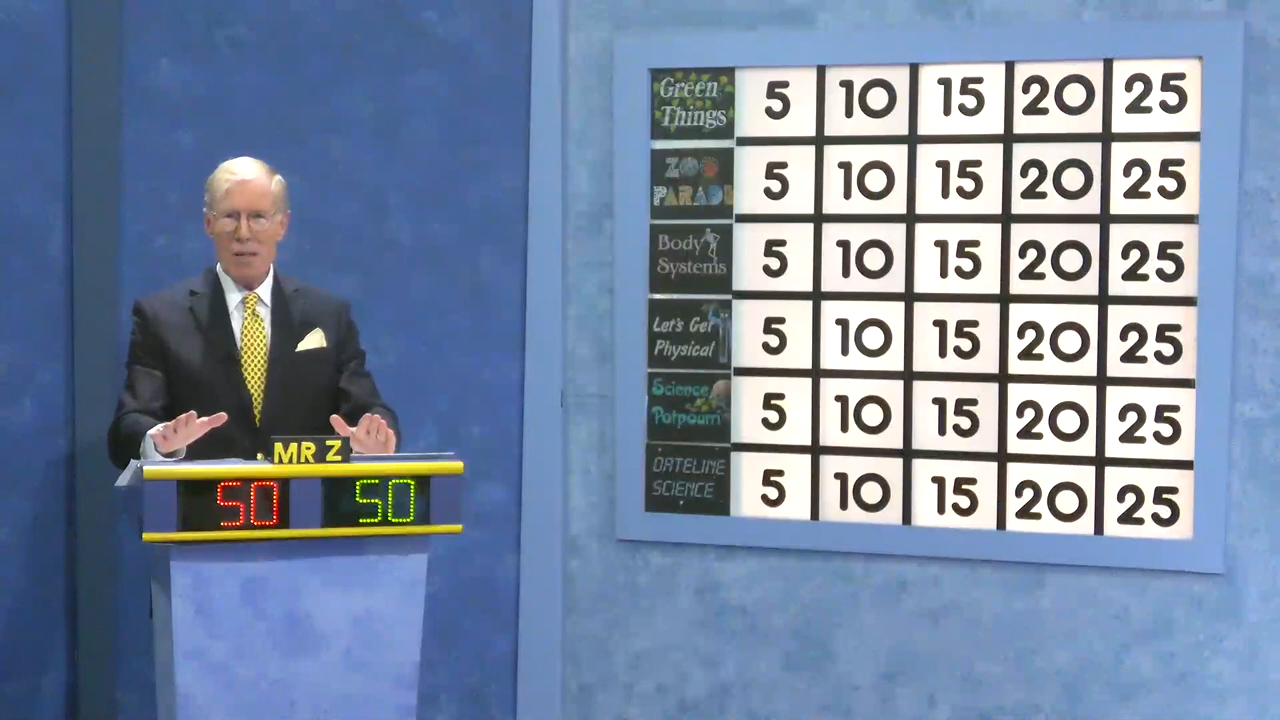 Green Things 5 10 15 20 25
ZOO PARADE 5 10 15 20 25
Body Systems 5 10 15 20 25
Let's Get Physical 5 10 15 20 25
Science Potpourri 5 10 15 20 25
DATELINE SCIENCE 5 10 15 20 25
MR Z
50 50